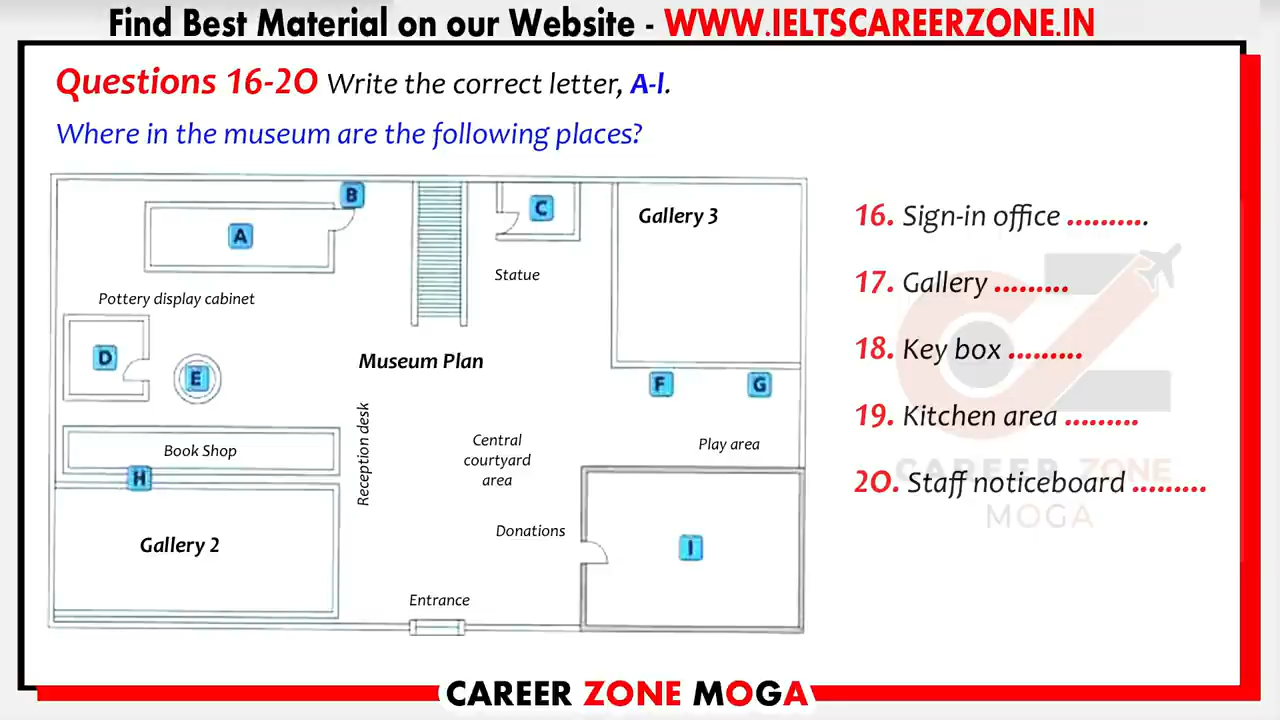 Find Best Material on our Website - WWW.IELTSCAREERZONE.IN
Questions 16-20 Write the correct letter, A-I.
Where in the museum are the following places?
B
C
Gallery 3
A
Statue
Pottery display cabinet
D
E
Museum Plan
F
G
Book Shop
Reception desk
Central
courtyard
area
Play area
H
Gallery 2
Donations
I
Entrance
16. Sign-in office ..........
17. Gallery .........
18. Key box .........
19. Kitchen area .........
20. Staff noticeboard .........
CAREER ZONE
MOGA
CAREER ZONE MOGA